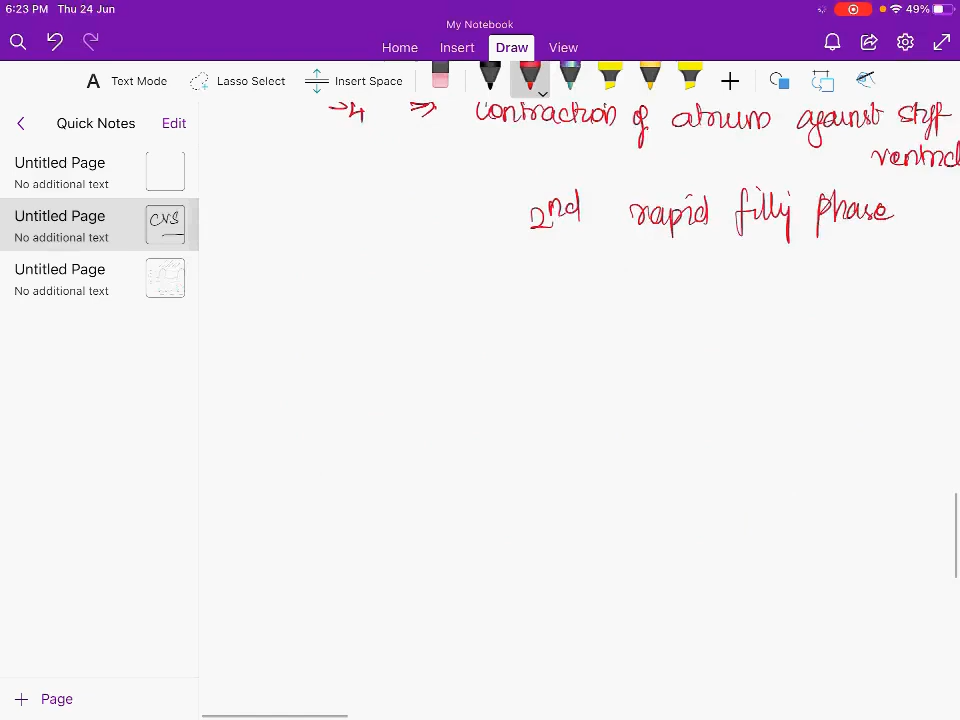 6:23 PM Thu 24 Jun
49%
My Notebook
Home Insert Draw View
Text Mode Lasso Select Insert Space
Quick Notes Edit
Untitled Page
No additional text
Untitled Page
No additional text
CNS
Untitled Page
No additional text
4 ⇒ contraction of atrium against stiff
ventricl
2nd rapid filly phase
+ Page